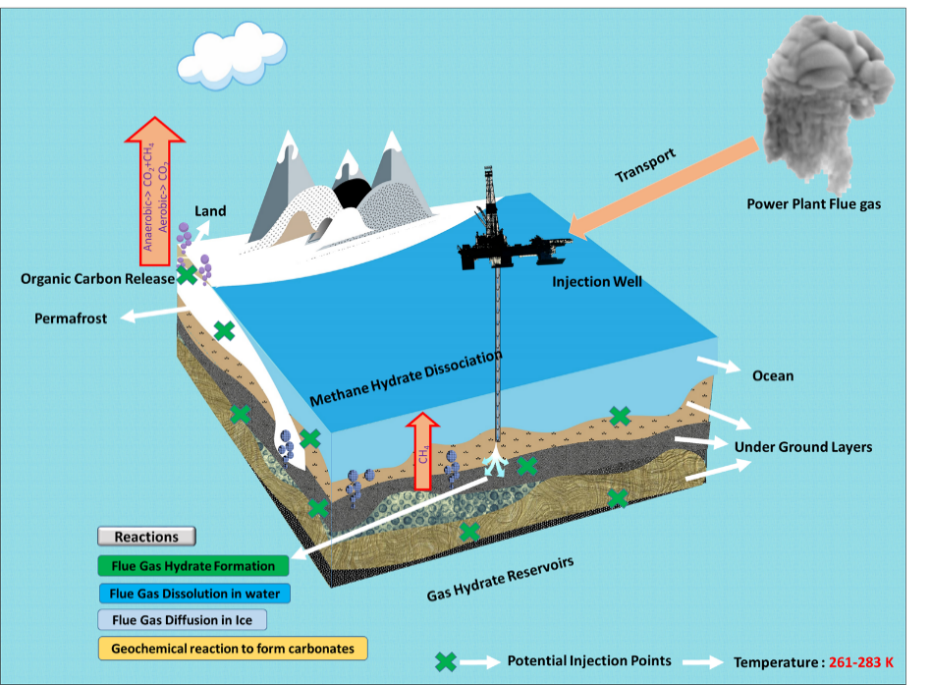 Anaerobic-> CO2+CH4
Aerobic-> CO2
Land
Transport
Power Plant Flue gas
Organic Carbon Release
Injection Well
Permafrost
Methane Hydrate Dissociation
Ocean
CH4
Under Ground Layers
Reactions
Flue Gas Hydrate Formation
Flue Gas Dissolution in water
Flue Gas Diffusion in Ice
Geochemical reaction to form carbonates
Gas Hydrate Reservoirs
Potential Injection Points
Temperature : 261-283 K